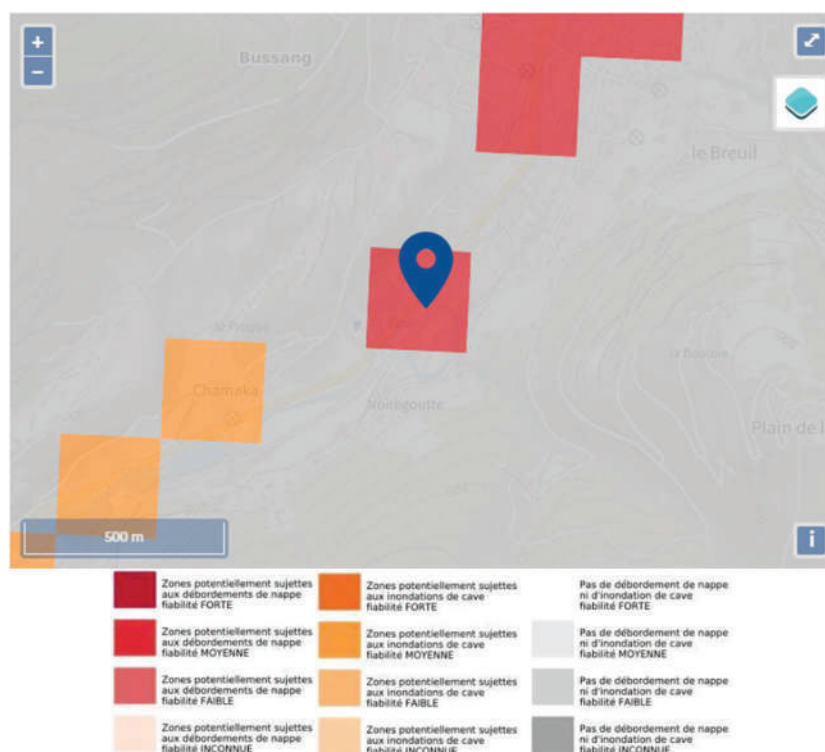 +
−
Bussang
le Breuil
Chamaka
Noiregoutte
la Bouloie
Plain de l
500 m
i
Zones potentiellement sujettes
aux débordements de nappe
fiabilité FORTE
Zones potentiellement sujettes
aux inondations de cave
fiabilité FORTE
Pas de débordement de nappe
ni d'inondation de cave
fiabilité FORTE
Zones potentiellement sujettes
aux débordements de nappe
fiabilité MOYENNE
Zones potentiellement sujettes
aux inondations de cave
fiabilité MOYENNE
Pas de débordement de nappe
ni d'inondation de cave
fiabilité MOYENNE
Zones potentiellement sujettes
aux débordements de nappe
fiabilité FAIBLE
Zones potentiellement sujettes
aux inondations de cave
fiabilité FAIBLE
Pas de débordement de nappe
ni d'inondation de cave
fiabilité FAIBLE
Zones potentiellement sujettes
aux débordements de nappe
fiabilité INCONNUE
Zones potentiellement sujettes
aux inondations de cave
fiabilité INCONNUE
Pas de débordement de nappe
ni d'inondation de cave
fiabilité INCONNUE